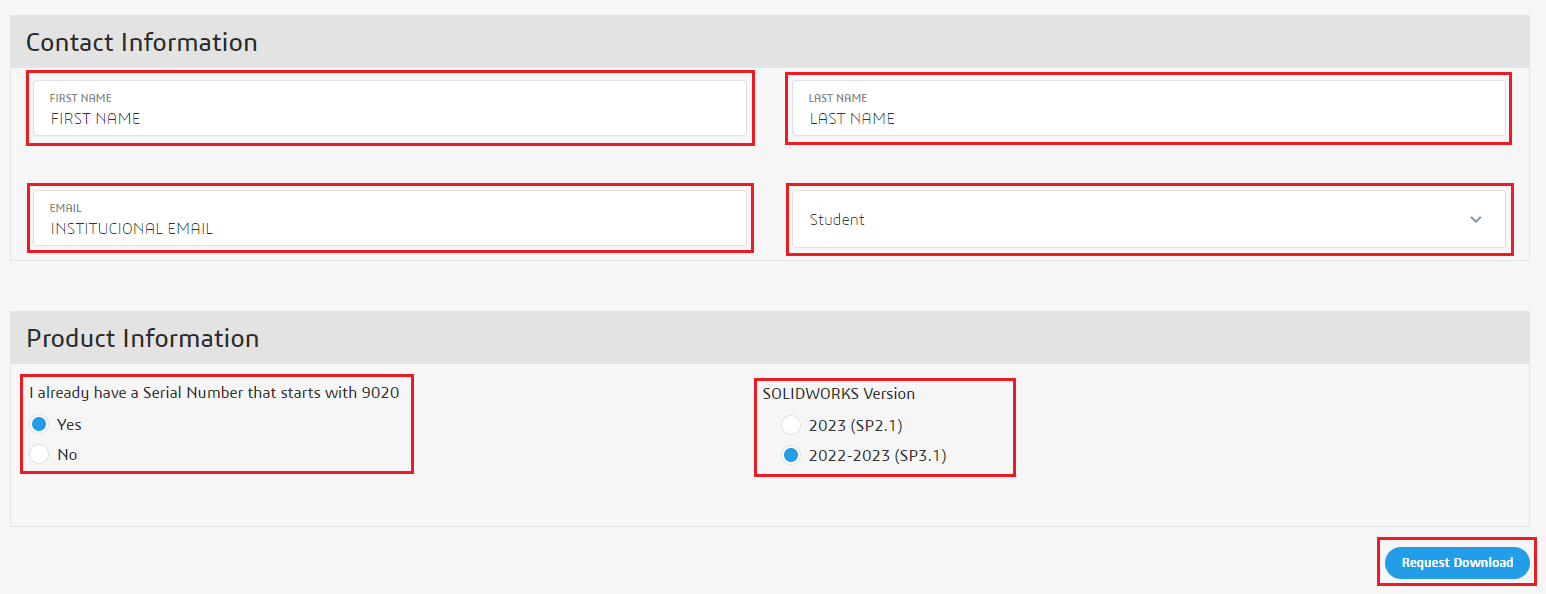 Contact Information
FIRST NAME
FIRST NAME
LAST NAME
LAST NAME
EMAIL
INSTITUCIONAL EMAIL
Student
Product Information
I already have a Serial Number that starts with 9020
Yes
No
SOLIDWORKS Version
2023 (SP2.1)
2022-2023 (SP3.1)
Request Download